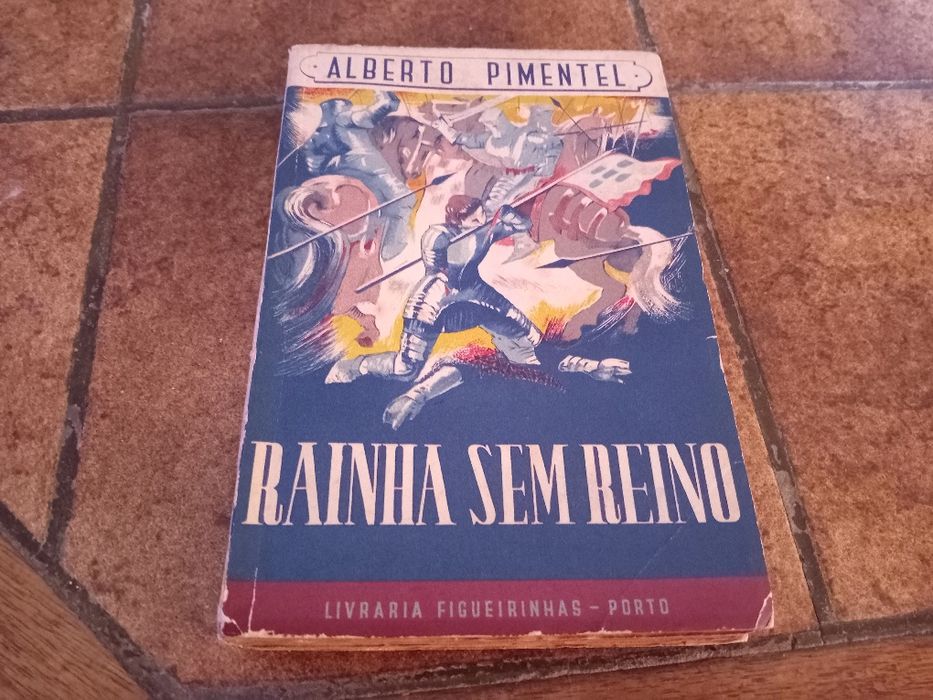 ALBERTO PIMENTEL
RAINHA SEM REINO
LIVRARIA FIGUEIRINHAS - PORTO